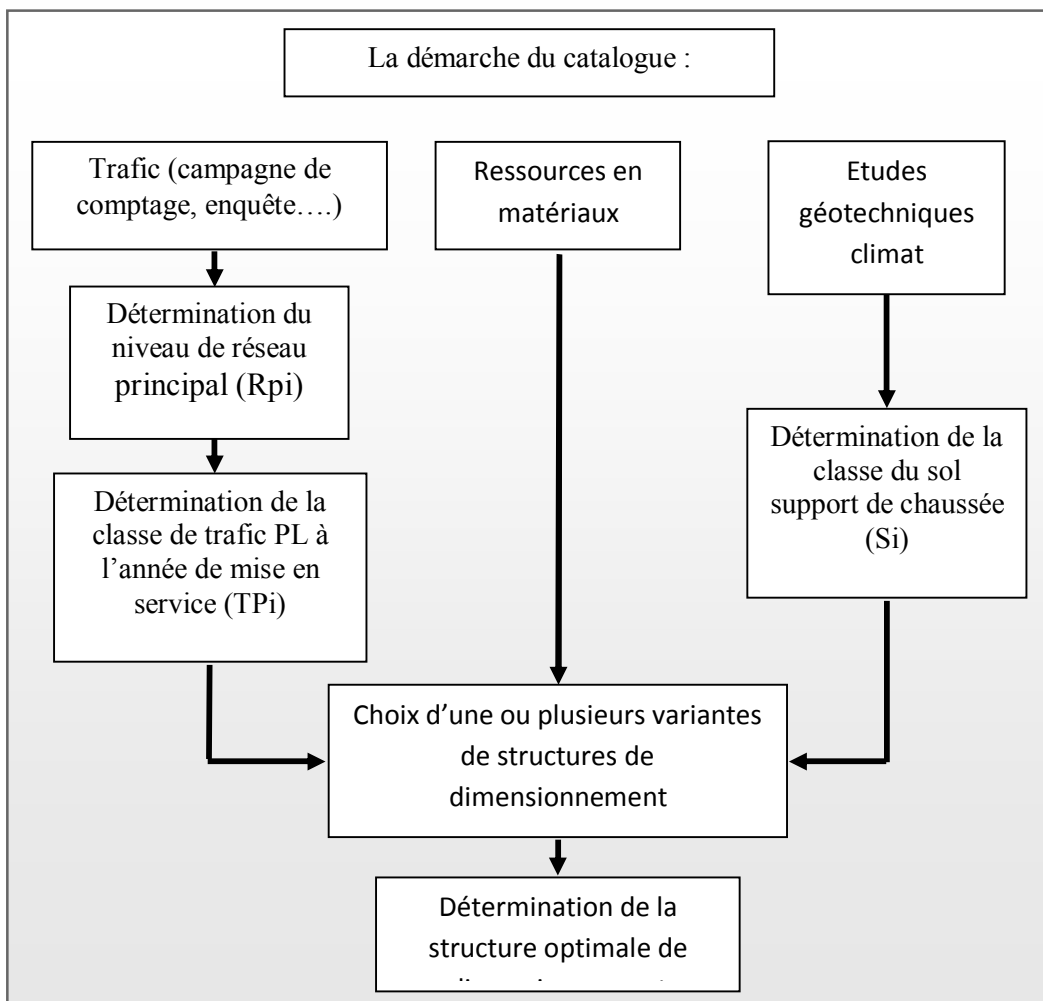 La démarche du catalogue :
Trafic (campagne de
comptage, enquête….)
Détermination du
niveau de réseau
principal (Rpi)
Détermination de la
classe de trafic PL à
l’année de mise en
service (TPi)
Ressources en
matériaux
Etudes
géotechniques
climat
Détermination de la
classe du sol
support de chaussée
(Si)
Choix d’une ou plusieurs variantes
de structures de
dimensionnement
Détermination de la
structure optimale de